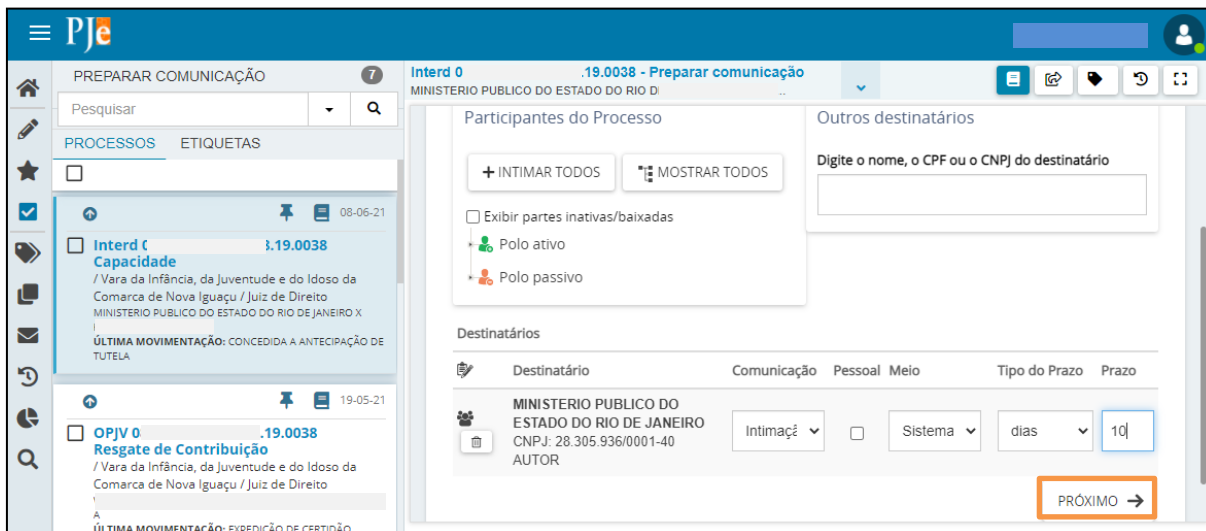 PJe
PREPARAR COMUNICAÇÃO
7
Pesquisar
PROCESSOS ETIQUETAS
08-06-21
Interd 0 3.19.0038
Capacidade
/ Vara da Infância, da Juventude e do Idoso da
Comarca de Nova Iguaçu / Juiz de Direito
MINISTERIO PUBLICO DO ESTADO DO RIO DE JANEIRO X
ÚLTIMA MOVIMENTAÇÃO: CONCEDIDA A ANTECIPAÇÃO DE
TUTELA
19-05-21
OPJV 0 .19.0038
Resgate de Contribuição
/ Vara da Infância, da Juventude e do Idoso da
Comarca de Nova Iguaçu / Juiz de Direito
A
ÚLTIMA MOVIMENTAÇÃO: EXPEDIÇÃO DE CERTIDÃO
Interd 0 .19.0038 - Preparar comunicação
MINISTERIO PUBLICO DO ESTADO DO RIO D ..
Participantes do Processo
+ INTIMAR TODOS MOSTRAR TODOS
Exibir partes inativas/baixadas
Polo ativo
Polo passivo
Outros destinatários
Digite o nome, o CPF ou o CNPJ do destinatário
Destinatários
Destinatário Comunicação Pessoal Meio Tipo do Prazo Prazo
MINISTERIO PUBLICO DO
ESTADO DO RIO DE JANEIRO
CNPJ: 28.305.936/0001-40
AUTOR
Intimaçã Sistema dias 10
PRÓXIMO →